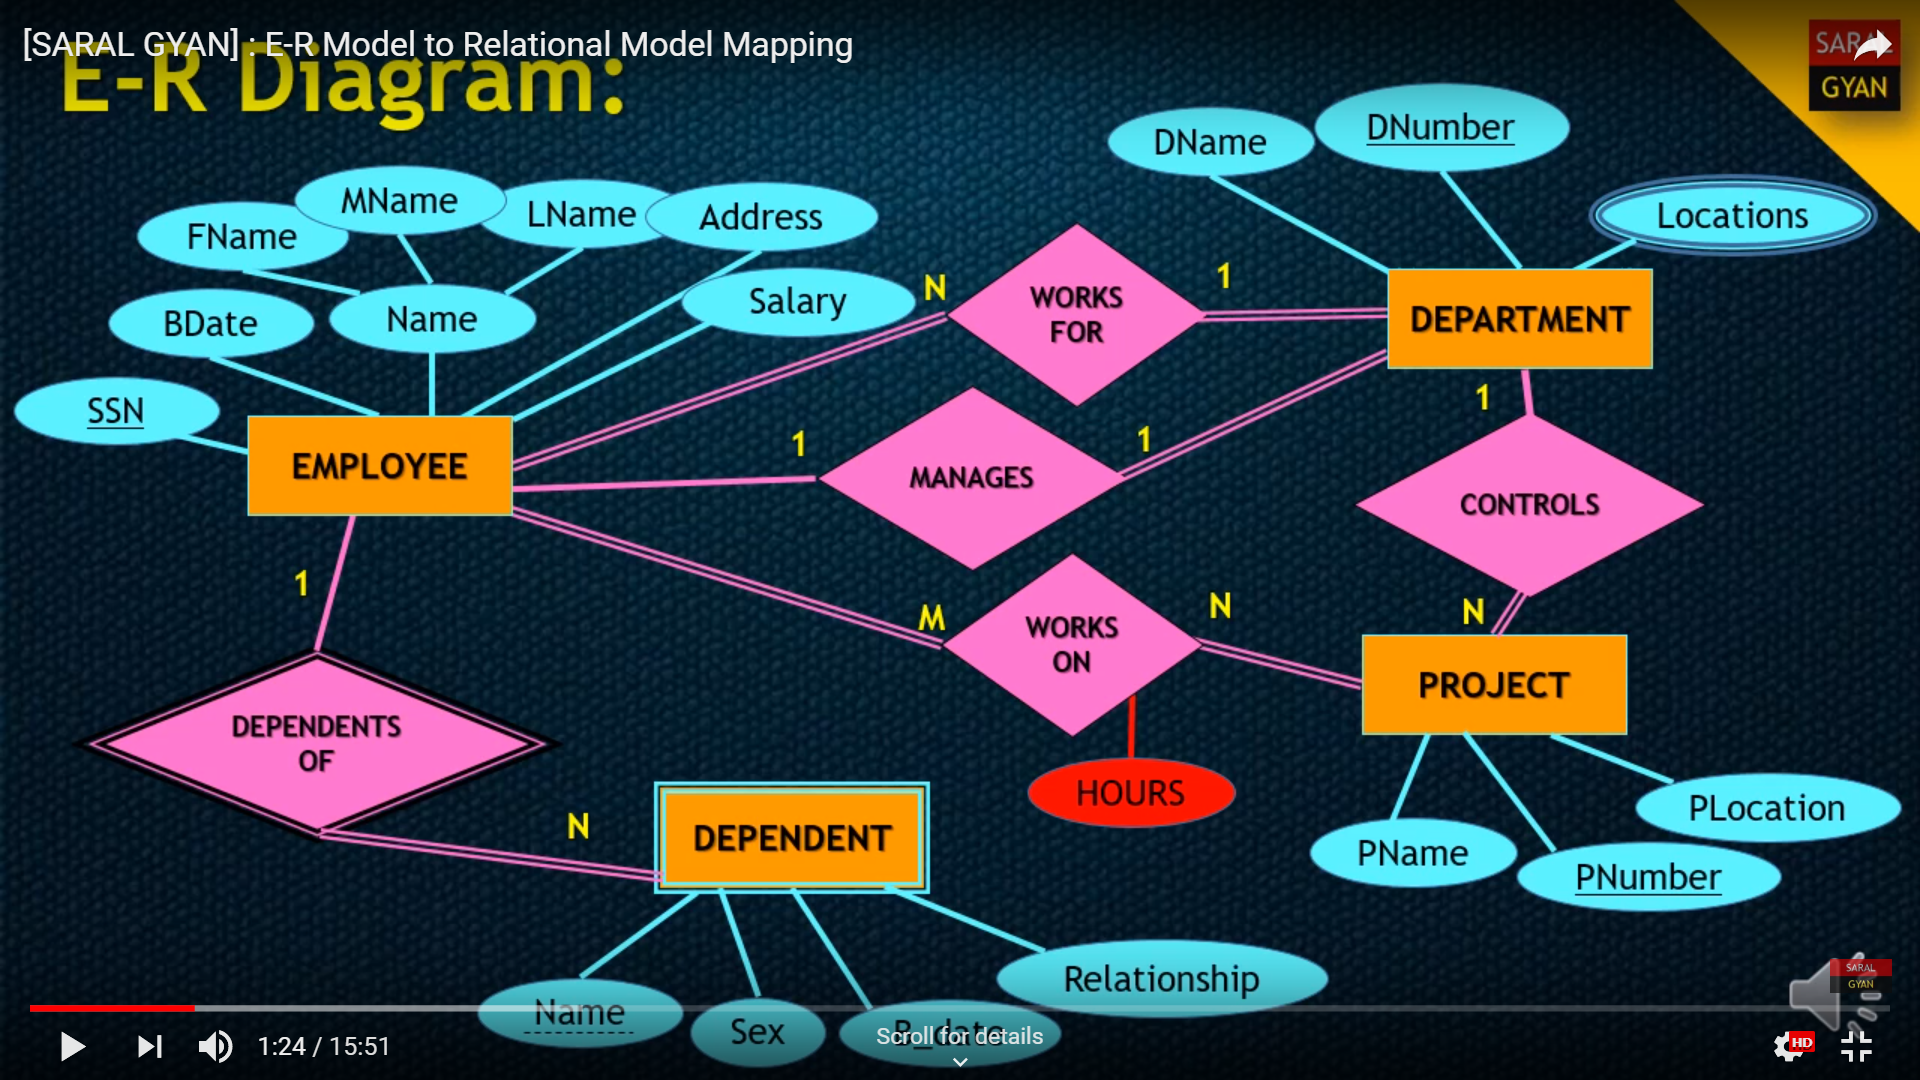 [SARAL GYAN] : E-R Model to Relational Model Mapping
E-R Diagram:
SARAL
GYAN
DName
DNumber
Locations
FName
MName
LName
Address
BDate
Name
Salary
SSN
EMPLOYEE
N
WORKS
FOR
1
DEPARTMENT
1
MANAGES
1
1
CONTROLS
N
1
M
WORKS
ON
N
PROJECT
DEPENDENTS
OF
HOURS
N
DEPENDENT
PName
PNumber
PLocation
Name
Sex
B_date
Relationship
SARAL
GYAN
Scroll for details
1:24 / 15:51
HD